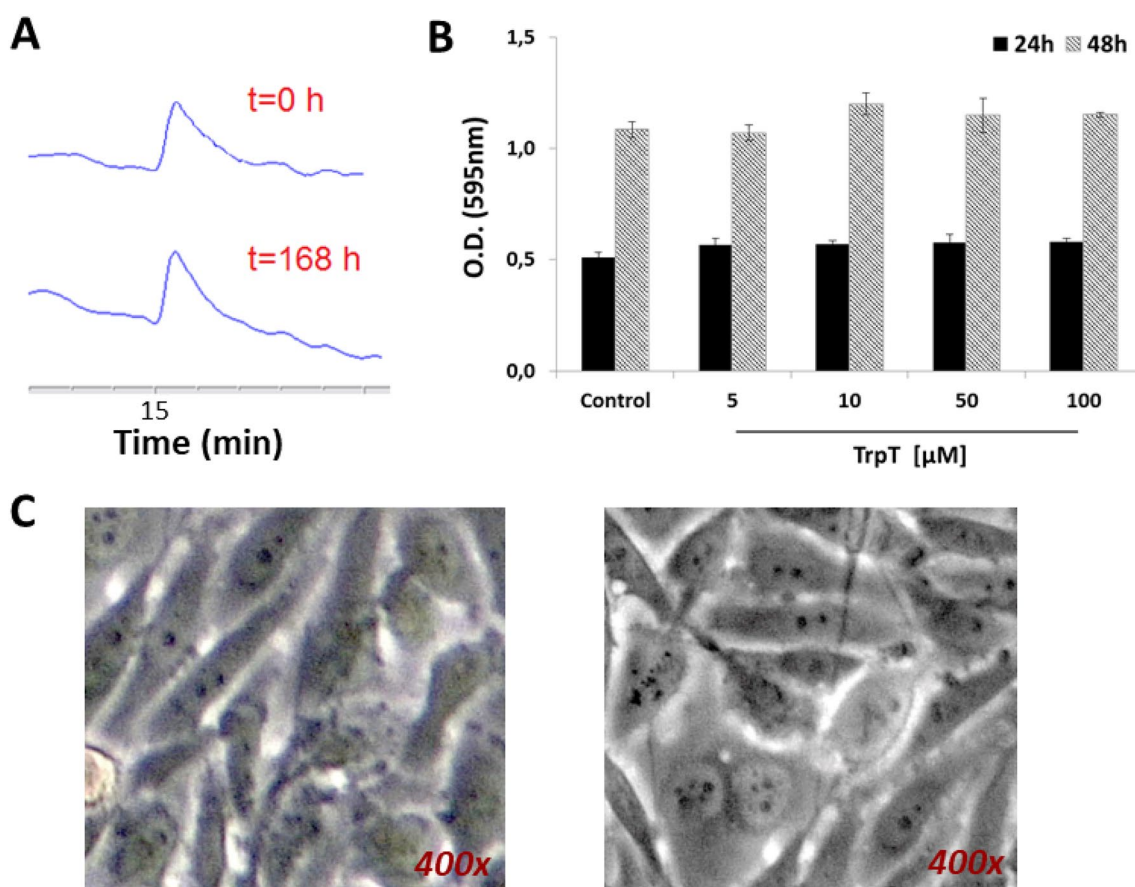 A
t=0 h
t=168 h
15
Time (min)
B
1,5
1,0
0,5
0,0
O.D. (595nm)
24h 48h
Control 5 10 50 100
TrpT [µM]
C
400x
400x